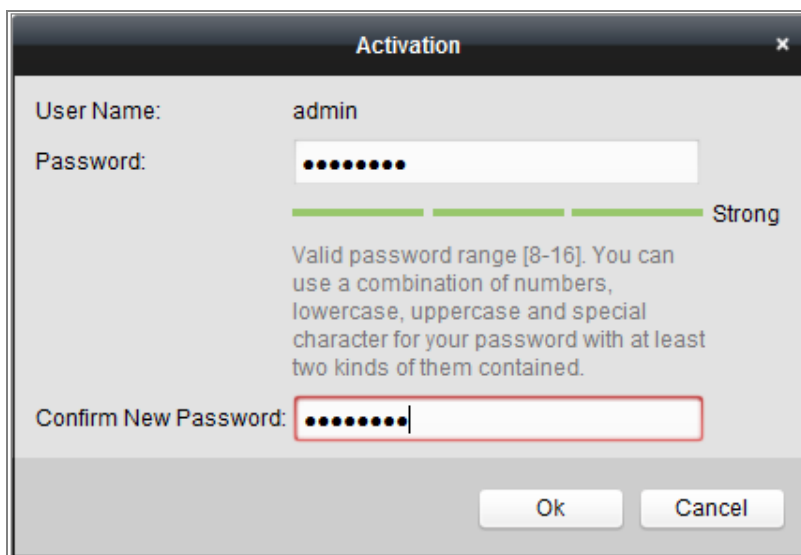 Activation ×
User Name: admin
Password: ●●●●●●●●
Strong
Valid password range [8-16]. You can
use a combination of numbers,
lowercase, uppercase and special
character for your password with at least
two kinds of them contained.
Confirm New Password: ●●●●●●●●
Ok Cancel